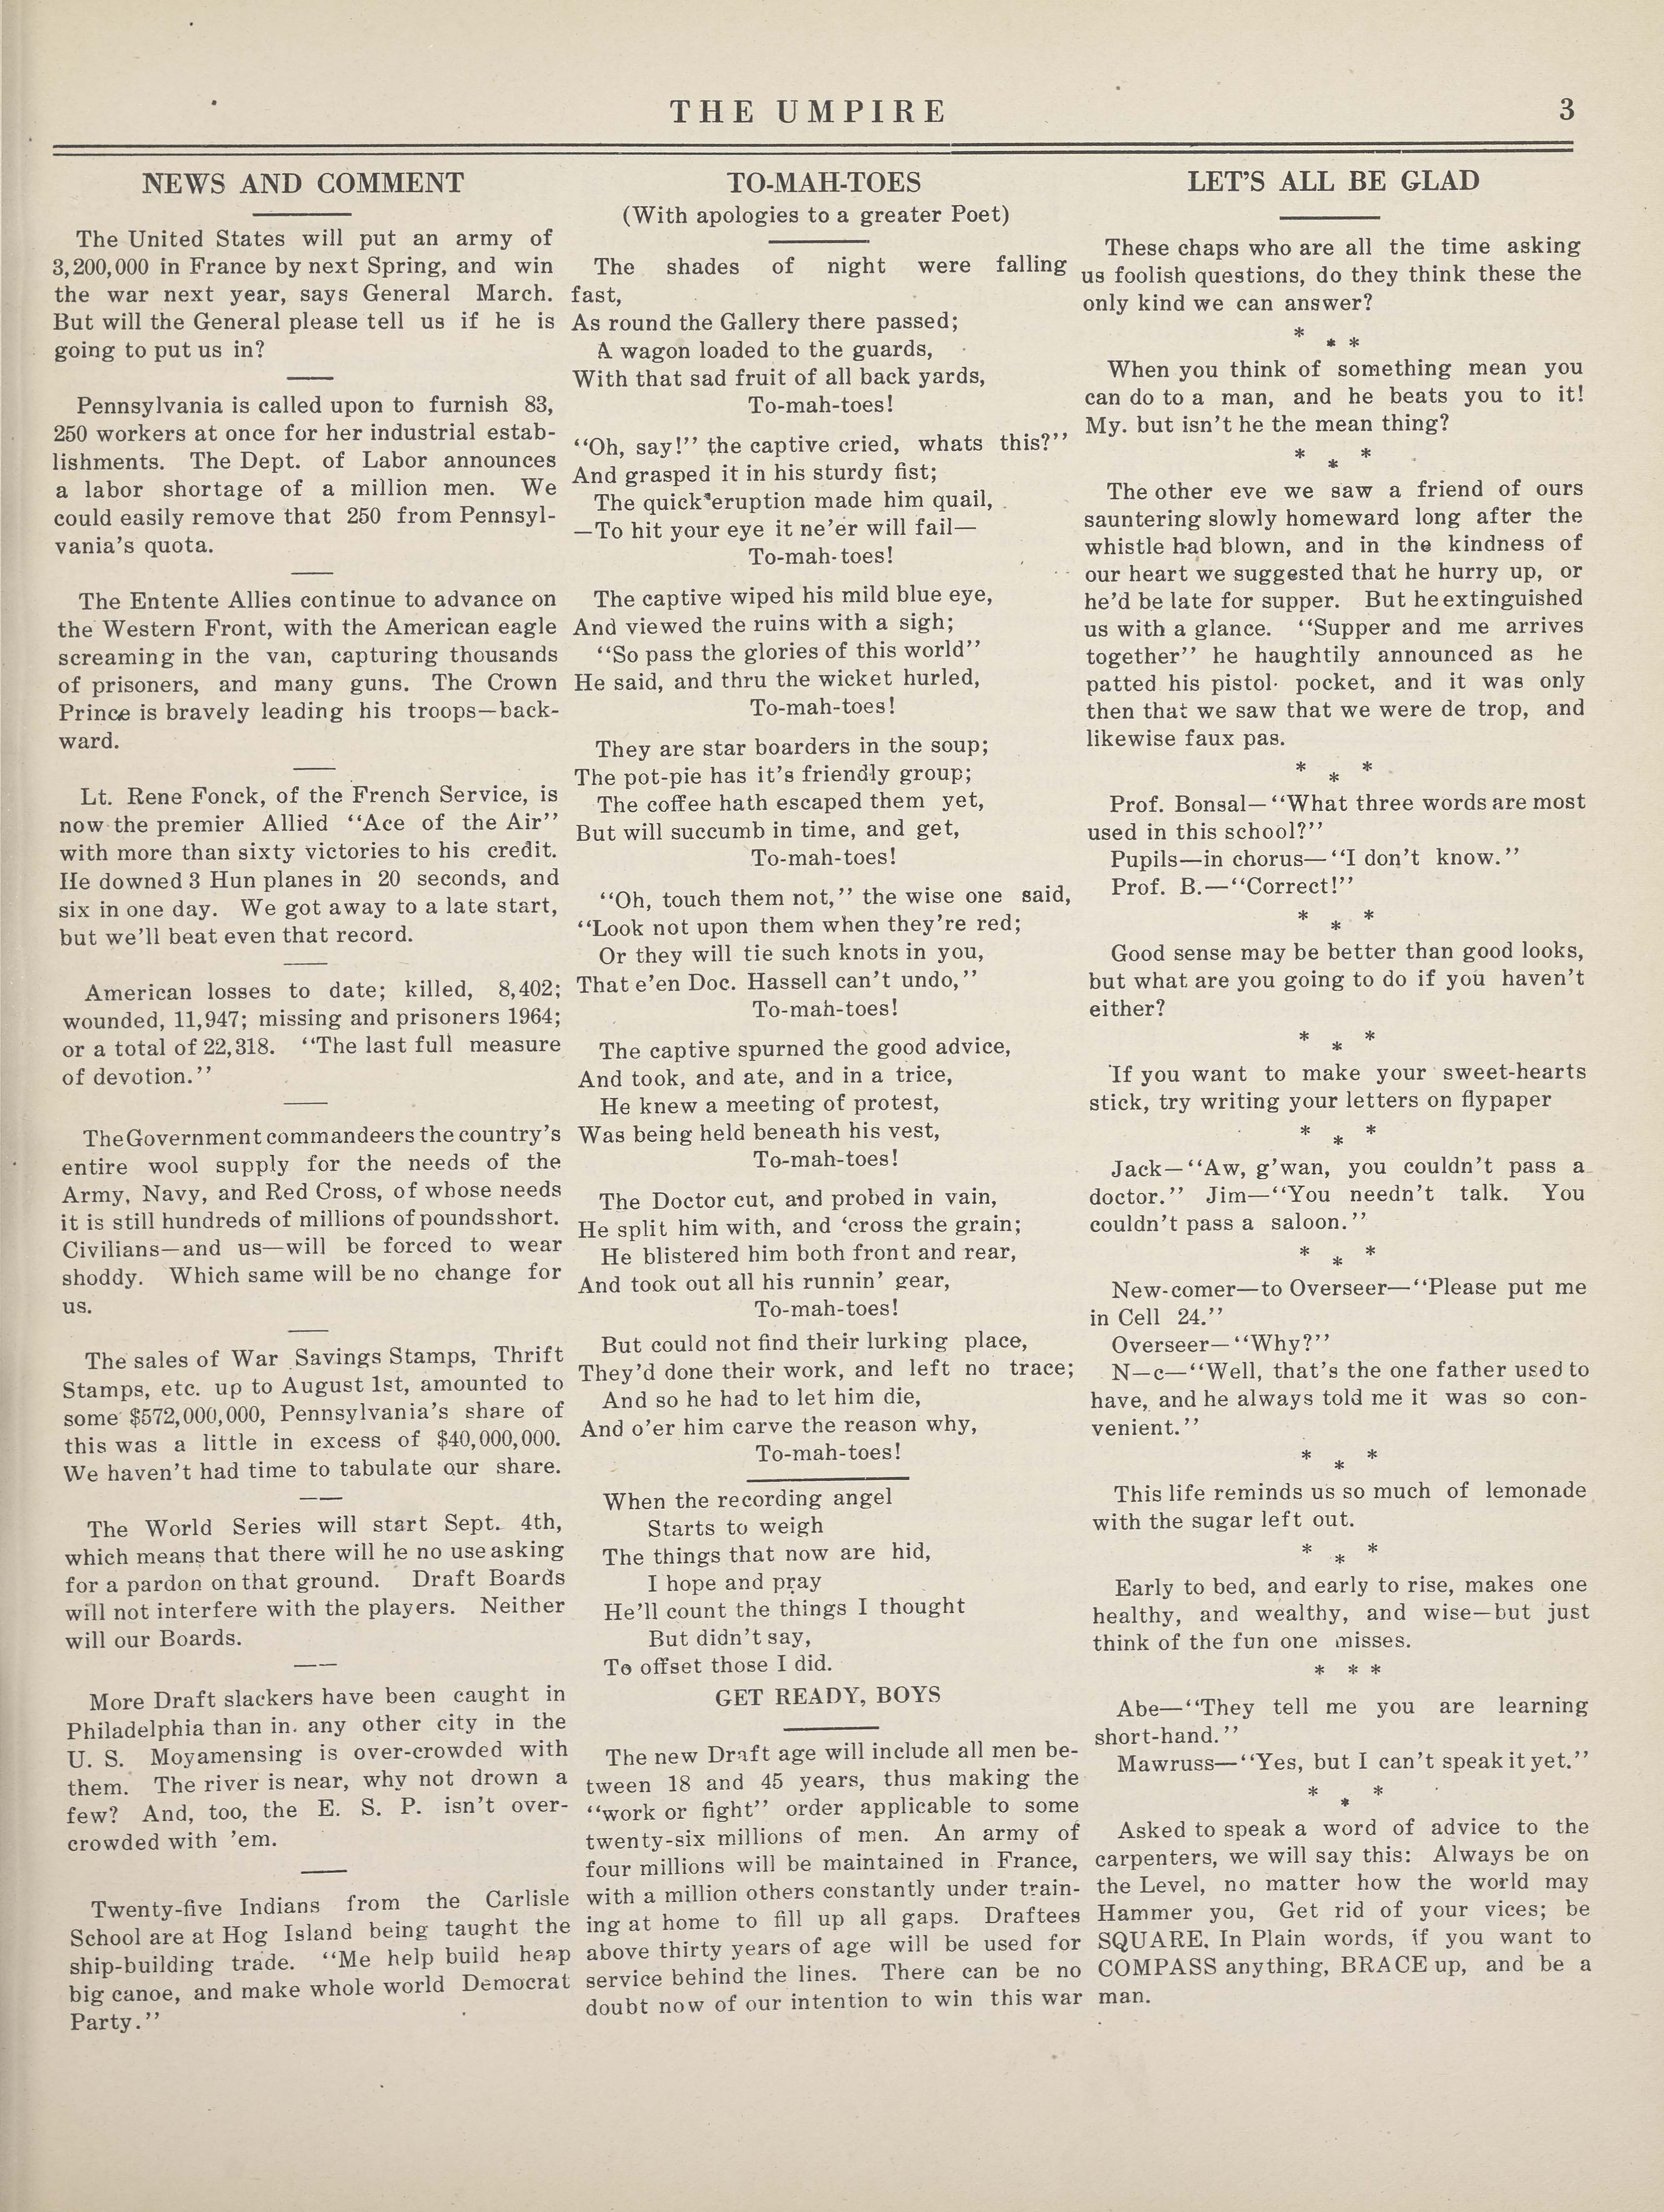 THE UMPIRE
3
NEWS AND COMMENT
The United States will put an army of
3,200,000 in France by next Spring, and win
the war next year, says General March.
But will the General please tell us if he is
going to put us in?
Pennsylvania is called upon to furnish 83,
250 workers at once for her industrial estab-
lishments. The Dept. of Labor announces
a labor shortage of a million men. We
could easily remove that 250 from Pennsyl-
vania's quota.
The Entente Allies continue to advance on
the Western Front, with the American eagle
screaming in the van, capturing thousands
of prisoners, and many guns. The Crown
Prince is bravely leading his troops—back-
ward.
Lt. Rene Fonck, of the French Service, is
now the premier Allied ‘‘Ace of the Air’’
with more than sixty victories to his credit.
He downed 3 Hun planes in 20 seconds, and
six in one day. We got away to a late start,
but we'll beat even that record.
American losses to date; killed, 8,402;
wounded, 11,947; missing and prisoners 1964;
or a total of 22,318. ‘‘The last full measure
of devotion.’’
The Government commandeers the country's
entire wool supply for the needs of the
Army, Navy, and Red Cross, of whose needs
it is still hundreds of millions of pounds short.
Civilians—and us—will be forced to wear
shoddy. Which same will be no change for
us.
The sales of War Savings Stamps, Thrift
Stamps, etc. up to August 1st, amounted to
some $572,000,000, Pennsylvania's share of
this was a little in excess of $40,000,000.
We haven't had time to tabulate our share.
The World Series will start Sept. 4th,
which means that there will he no use asking
for a pardon on that ground. Draft Boards
will not interfere with the players. Neither
will our Boards.
More Draft slackers have been caught in
Philadelphia than in. any other city in the
U. S. Moyamensing is over-crowded with
them. The river is near, why not drown a
few? And, too, the E. S. P. isn't over-
crowded with 'em.
Twenty-five Indians from the Carlisle
School are at Hog Island being taught the
ship-building trade. ‘‘Me help build heap
big canoe, and make whole world Democrat
Party.’’
TO-MAH-TOES
(With apologies to a greater Poet)
The shades of night were falling
fast,
As round the Gallery there passed;
A wagon loaded to the guards,
With that sad fruit of all back yards,
To-mah-toes!
‘‘Oh, say!’’ the captive cried, whats this?’’
And grasped it in his sturdy fist;
The quick*eruption made him quail,
—To hit your eye it ne'er will fail—
To-mah-toes!
The captive wiped his mild blue eye,
And viewed the ruins with a sigh;
‘‘So pass the glories of this world’’
He said, and thru the wicket hurled,
To-mah-toes!
They are star boarders in the soup;
The pot-pie has it's friendly group;
The coffee hath escaped them yet,
But will succumb in time, and get,
To-mah-toes!
‘‘Oh, touch them not,’’ the wise one said,
‘‘Look not upon them when they're red;
Or they will tie such knots in you,
That e'en Doc. Hassell can't undo,’’
To-mah-toes!
The captive spurned the good advice,
And took, and ate, and in a trice,
He knew a meeting of protest,
Was being held beneath his vest,
To-mah-toes!
The Doctor cut, and probed in vain,
He split him with, and ‘cross the grain;
He blistered him both front and rear,
And took out all his runnin' gear,
To-mah-toes!
But could not find their lurking place,
They'd done their work, and left no trace;
And so he had to let him die,
And o'er him carve the reason why,
To-mah-toes!
When the recording angel
Starts to weigh
The things that now are hid,
I hope and pray
He'll count the things I thought
But didn't say,
To offset those I did.
GET READY, BOYS
The new Draft age will include all men be-
tween 18 and 45 years, thus making the
‘‘work or fight’’ order applicable to some
twenty-six millions of men. An army of
four millions will be maintained in France,
with a million others constantly under train-
ing at home to fill up all gaps. Draftees
above thirty years of age will be used for
service behind the lines. There can be no
doubt now of our intention to win this war
LET'S ALL BE GLAD
These chaps who are all the time asking
us foolish questions, do they think these the
only kind we can answer?
* * *
When you think of something mean you
can do to a man, and he beats you to it!
My. but isn't he the mean thing?
* * *
The other eve we saw a friend of ours
sauntering slowly homeward long after the
whistle had blown, and in the kindness of
our heart we suggested that he hurry up, or
he'd be late for supper. But he extinguished
us with a glance. ‘‘Supper and me arrives
together’’ he haughtily announced as he
patted his pistol- pocket, and it was only
then that we saw that we were de trop, and
likewise faux pas.
* * *
Prof. Bonsal—‘‘What three words are most
used in this school?’’
Pupils—in chorus—‘‘I don't know.’’
Prof. B.—‘‘Correct!’’
* * *
Good sense may be better than good looks,
but what are you going to do if you haven't
either?
* * *
If you want to make your sweet-hearts
stick, try writing your letters on flypaper
* * *
Jack—‘‘Aw, g'wan, you couldn't pass a
doctor.’’ Jim—‘‘You needn't talk. You
couldn't pass a saloon.’’
* * *
New-comer—to Overseer—‘‘Please put me
in Cell 24.’’
Overseer—‘‘Why?’’
N—c—‘‘Well, that's the one father used to
have, and he always told me it was so con-
venient.’’
* * *
This life reminds us so much of lemonade
with the sugar left out.
* * *
Early to bed, and early to rise, makes one
healthy, and wealthy, and wise—but just
think of the fun one misses.
* * *
Abe—‘‘They tell me you are learning
short-hand.’’
Mawruss—‘‘Yes, but I can't speak it yet.’’
* * *
Asked to speak a word of advice to the
carpenters, we will say this: Always be on
the Level, no matter how the world may
Hammer you, Get rid of your vices; be
SQUARE. In Plain words, if you want to
COMPASS anything, BRACE up, and be a
man.